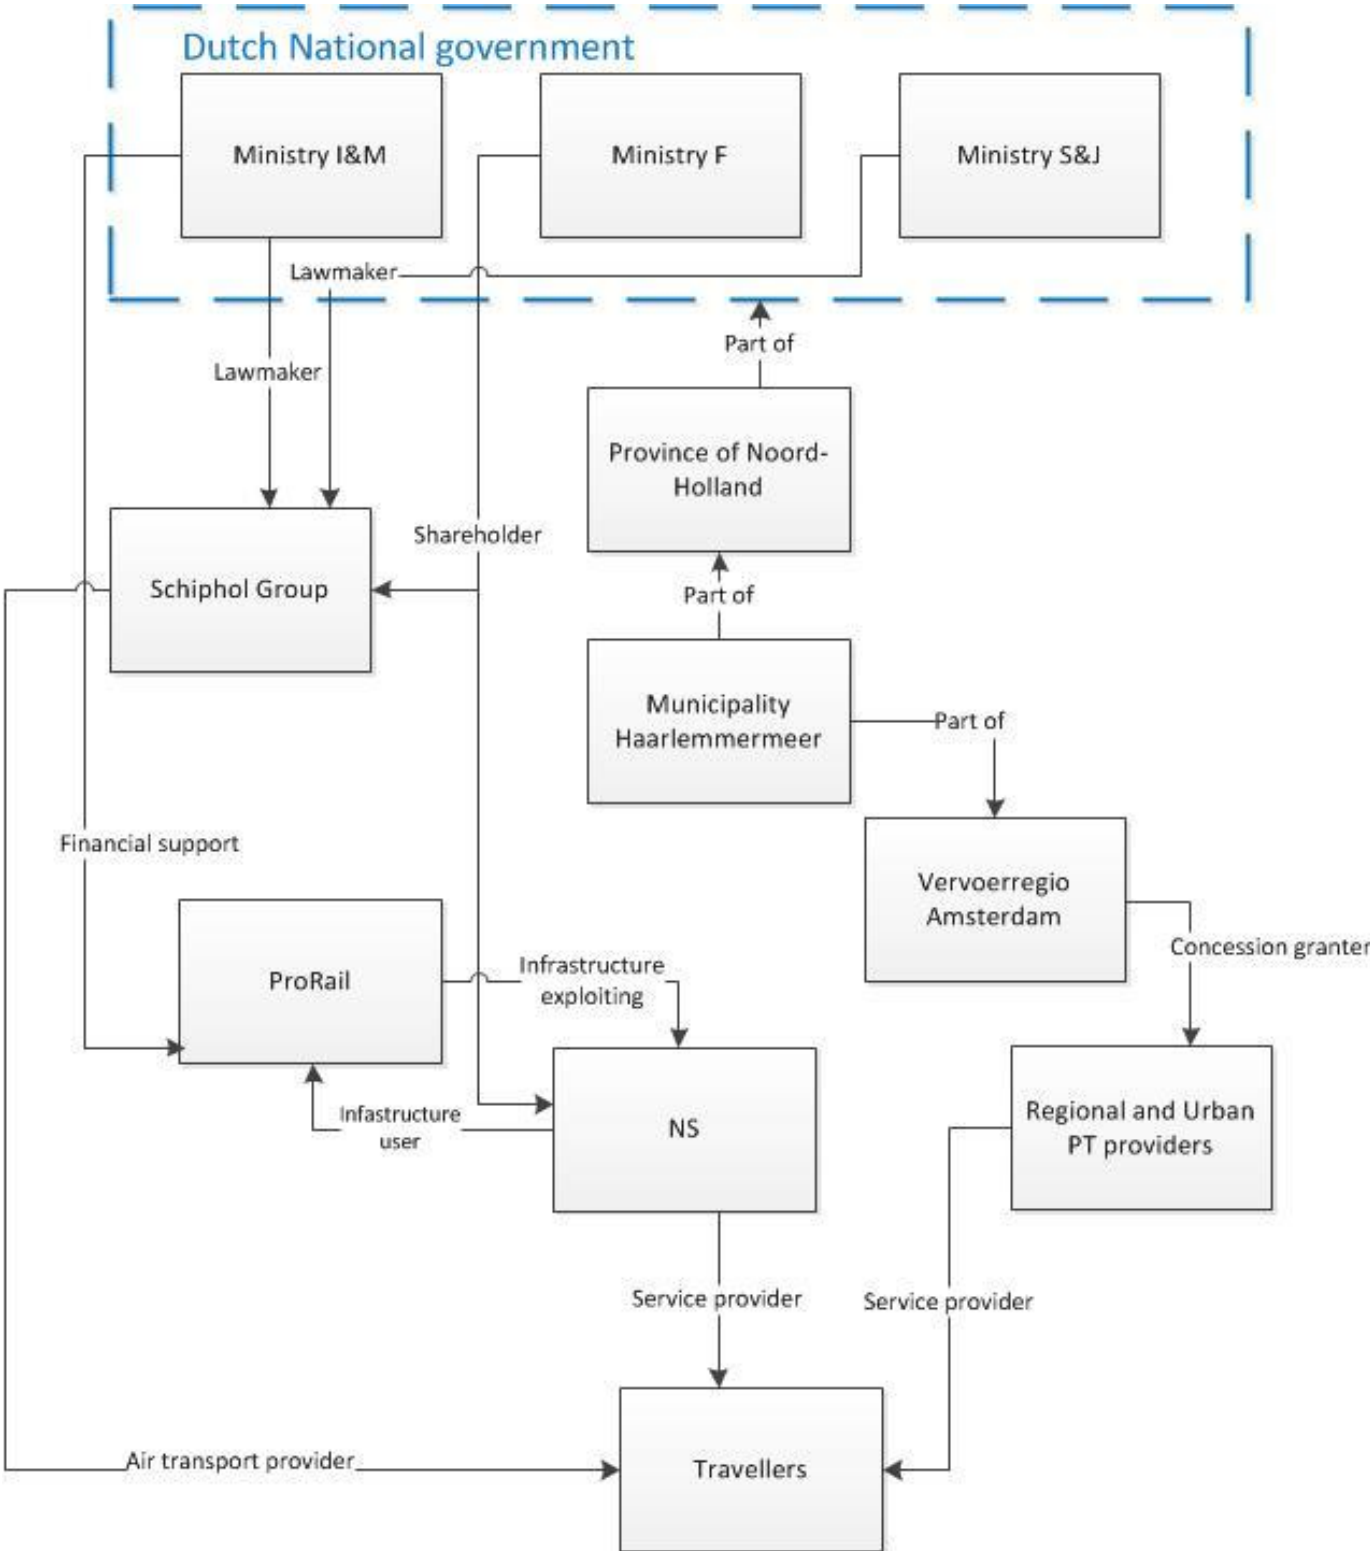 Dutch National government
Ministry I&M
Ministry F
Ministry S&J
Lawmaker
Part of
Lawmaker
Province of Noord-
Holland
Shareholder
Schiphol Group
Part of
Municipality
Haarlemmermeer
Part of
Financial support
Vervoerregio
Amsterdam
Concession granter
ProRail
Infrastructure
exploiting
Infastructure
user
NS
Regional and Urban
PT providers
Service provider
Service provider
Air transport provider
Travellers